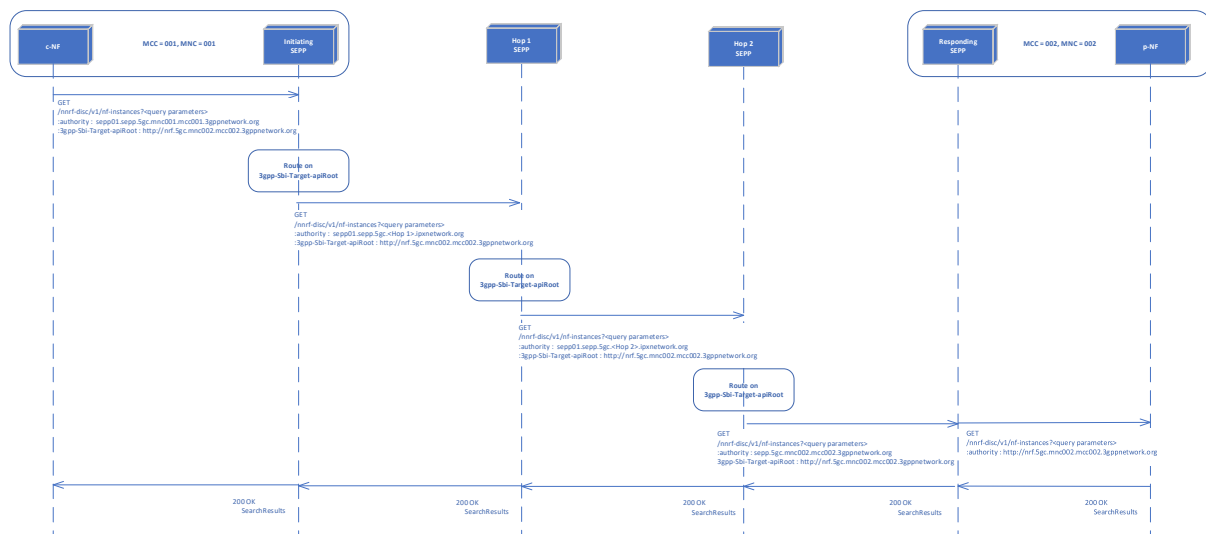 c-NF
MCC = 001, MNC = 001
Initiating
SEPP
Hop 1
SEPP
Hop 2
SEPP
Responding
SEPP
MCC = 002, MNC = 002
p-NF
GET
/nnrf-disc/v1/nf-instances?<query parameters>
:authority : sepp01.sepp.5gc.mnc001.mcc001.3gppnetwork.org
:3gpp-Sbi-Target-apiRoot : http://nrf.5gc.mnc002.mcc002.3gppnetwork.org
Route on
3gpp-Sbi-Target-apiRoot
GET
/nnrf-disc/v1/nf-instances?<query parameters>
:authority : sepp01.sepp.5gc.<Hop 1>.ipxnetwork.org
:3gpp-Sbi-Target-apiRoot : http://nrf.5gc.mnc002.mcc002.3gppnetwork.org
Route on
3gpp-Sbi-Target-apiRoot
GET
/nnrf-disc/v1/nf-instances?<query parameters>
:authority : sepp01.sepp.5gc.<Hop 2>.ipxnetwork.org
:3gpp-Sbi-Target-apiRoot : http://nrf.5gc.mnc002.mcc002.3gppnetwork.org
Route on
3gpp-Sbi-Target-apiRoot
GET
/nnrf-disc/v1/nf-instances?<query parameters>
:authority : sepp.5gc.mnc002.mcc002.3gppnetwork.org
3gpp-Sbi-Target-apiRoot : http://nrf.5gc.mnc002.mcc002.3gppnetwork.org
GET
/nnrf-disc/v1/nf-instances?<query parameters>
:authority : http://nrf.5gc.mnc002.mcc002.3gppnetwork.org
200 OK
SearchResults
200 OK
SearchResults
200 OK
SearchResults
200 OK
SearchResults
200 OK
SearchResults